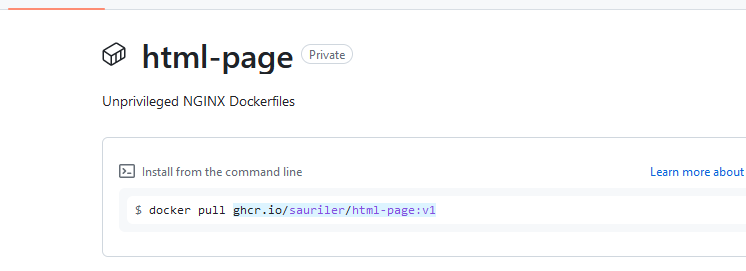 html-page Private
Unprivileged NGINX Dockerfiles
Install from the command line Learn more about
$ docker pull ghcr.io/sauriler/html-page:v1